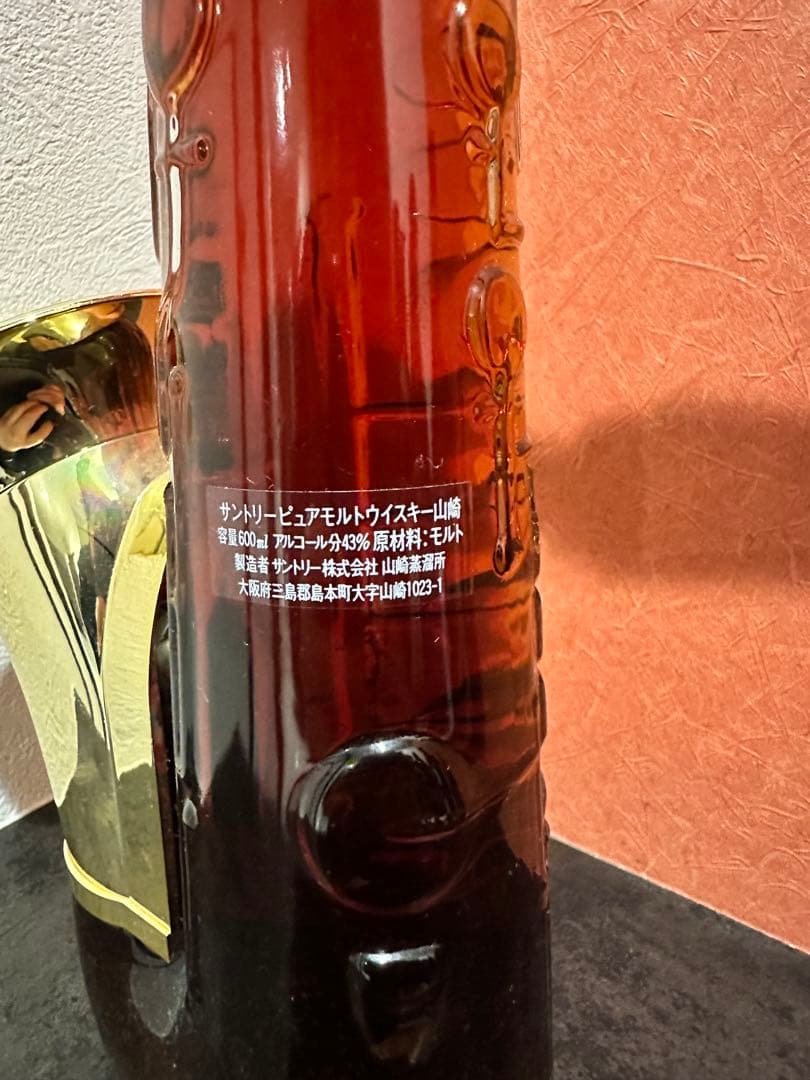 サントリーピュアモルトウイスキー山崎
容量600ml アルコール分43% 原材料:モルト
製造者 サントリー株式会社 山崎蒸溜所
大阪府三島郡島本町大字山崎1023-1